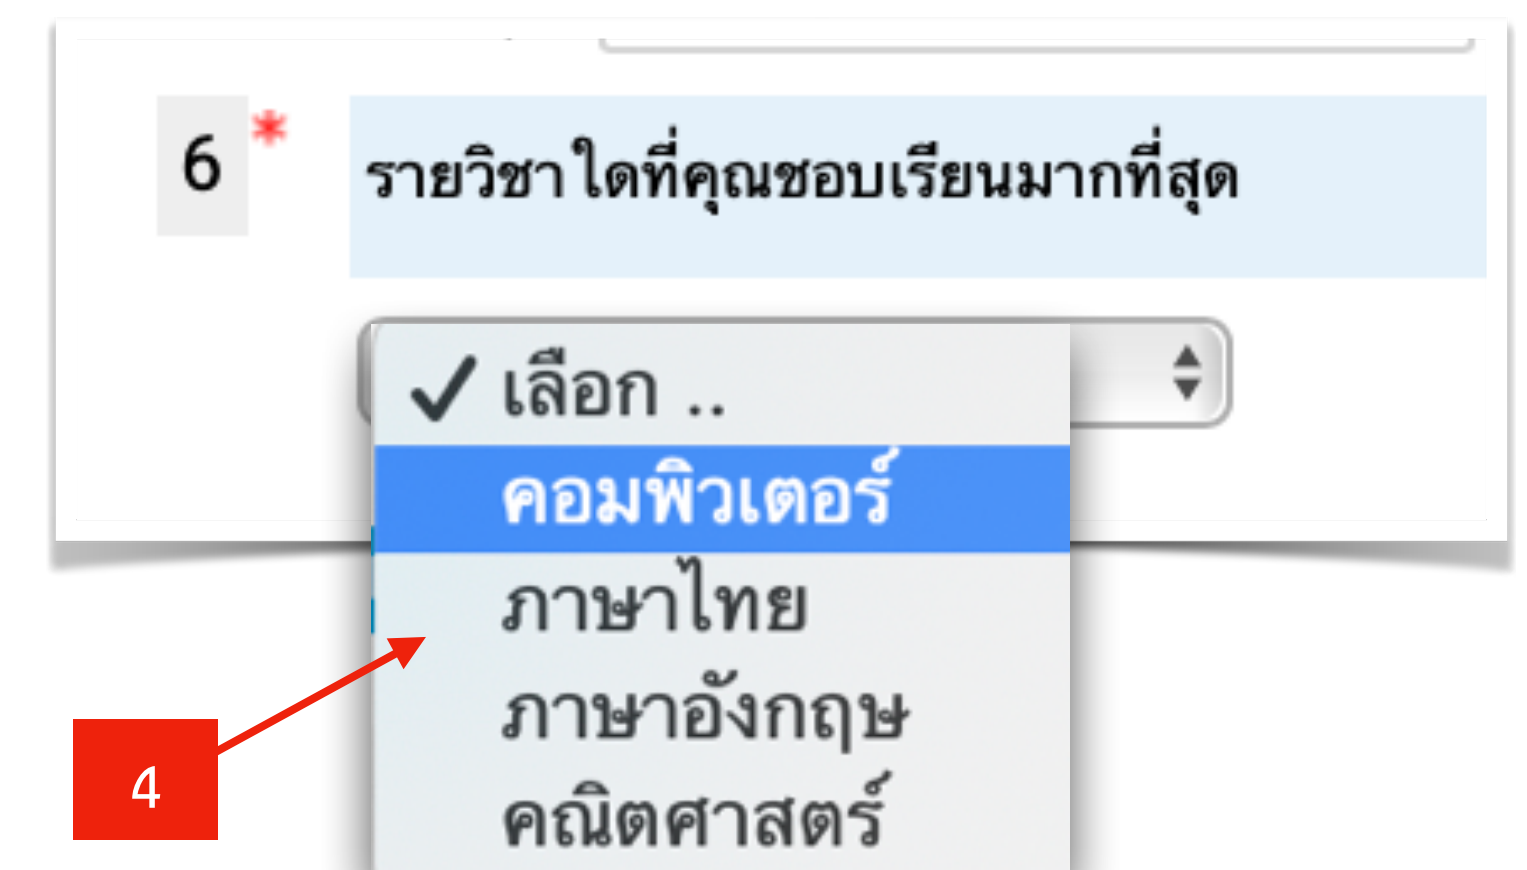 6* รายวิชาใดที่คุณชอบเรียนมากที่สุด
✓ เลือก ..
คอมพิวเตอร์
ภาษาไทย
ภาษาอังกฤษ
คณิตศาสตร์
4